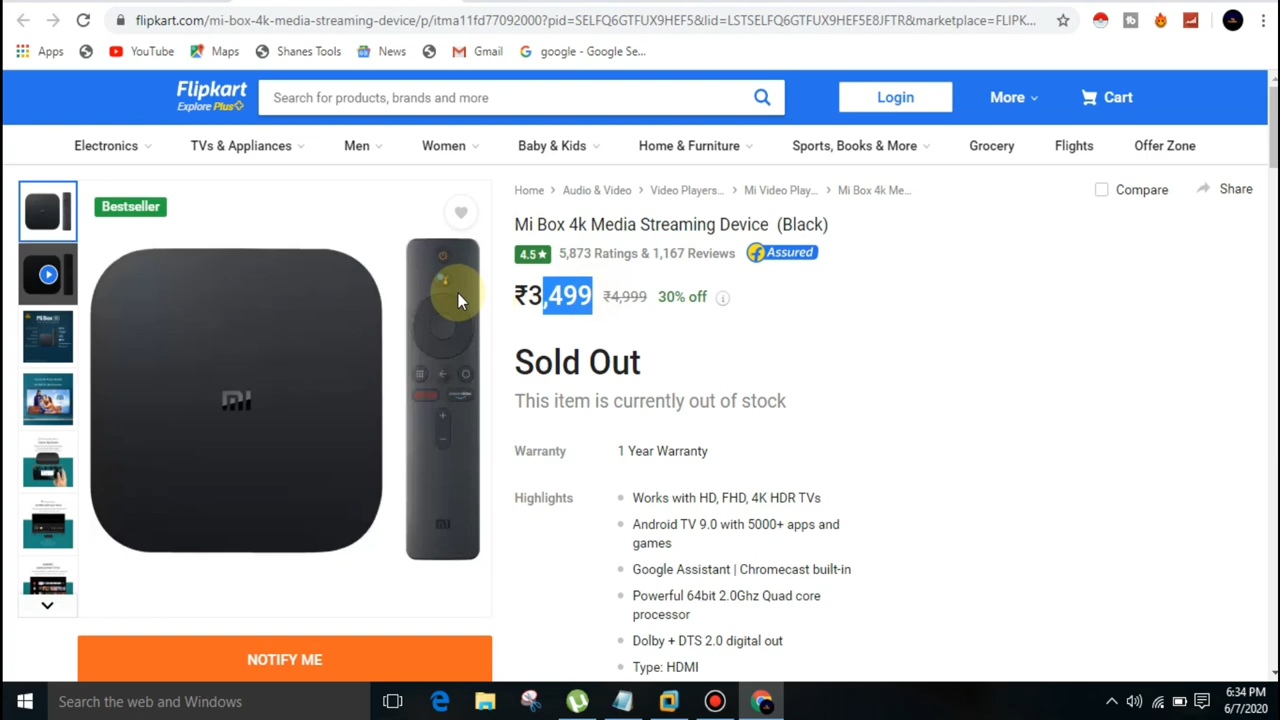 flipkart.com/mi-box-4k-media-streaming-device/p/itma11fd77092000?pid=SELFQ6GTFUX9HEF5&lid=LSTSELFQ6GTFUX9HEF5E8JFTR&marketplace=FLIPK...
Apps YouTube Maps Shanes Tools News Gmail google - Google Se...
Flipkart
Explore Plus
Search for products, brands and more
Login
More
Cart
Electronics TVs & Appliances Men Women Baby & Kids Home & Furniture Sports, Books & More Grocery Flights Offer Zone
Home > Audio & Video > Video Players... > Mi Video Play... > Mi Box 4k Me...
Compare
Share
Bestseller
Mi Box 4k Media Streaming Device (Black)
4.5★ 5,873 Ratings & 1,167 Reviews Assured
₹3,499 ₹4,999 30% off
Sold Out
This item is currently out of stock
Warranty 1 Year Warranty
Highlights
Works with HD, FHD, 4K HDR TVs
Android TV 9.0 with 5000+ apps and
games
Google Assistant | Chromecast built-in
Powerful 64bit 2.0Ghz Quad core
processor
Dolby + DTS 2.0 digital out
Type: HDMI
NOTIFY ME
Search the web and Windows
6:34 PM
6/7/2020